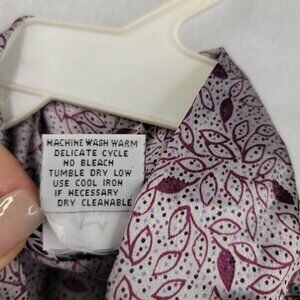 MACHINE WASH WARM
DELICATE CYCLE
NO BLEACH
TUMBLE DRY LOW
USE COOL IRON
IF NECESSARY
DRY CLEANABLE